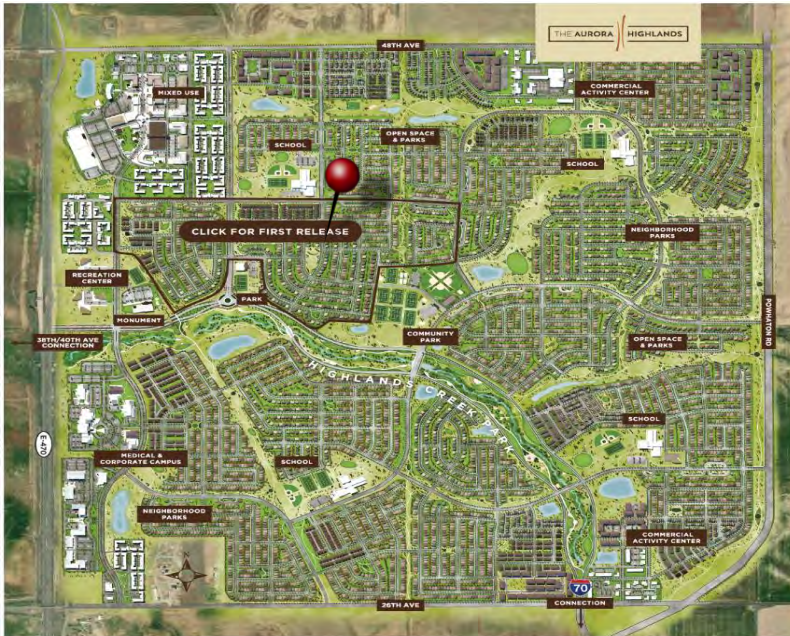 THE AURORA HIGHLANDS
48TH AVE
MIXED USE
COMMERCIAL
ACTIVITY CENTER
OPEN SPACE
& PARKS
SCHOOL
SCHOOL
CLICK FOR FIRST RELEASE
NEIGHBORHOOD
PARKS
RECREATION
CENTER
PARK
MONUMENT
38TH/40TH AVE
CONNECTION
COMMUNITY
PARK
OPEN SPACE
& PARKS
POWHATON RD
HIGHLANDS CREEK PARK
SCHOOL
E-470
MEDICAL &
CORPORATE CAMPUS
SCHOOL
NEIGHBORHOOD
PARKS
COMMERCIAL
ACTIVITY CENTER
70
CONNECTION
26TH AVE